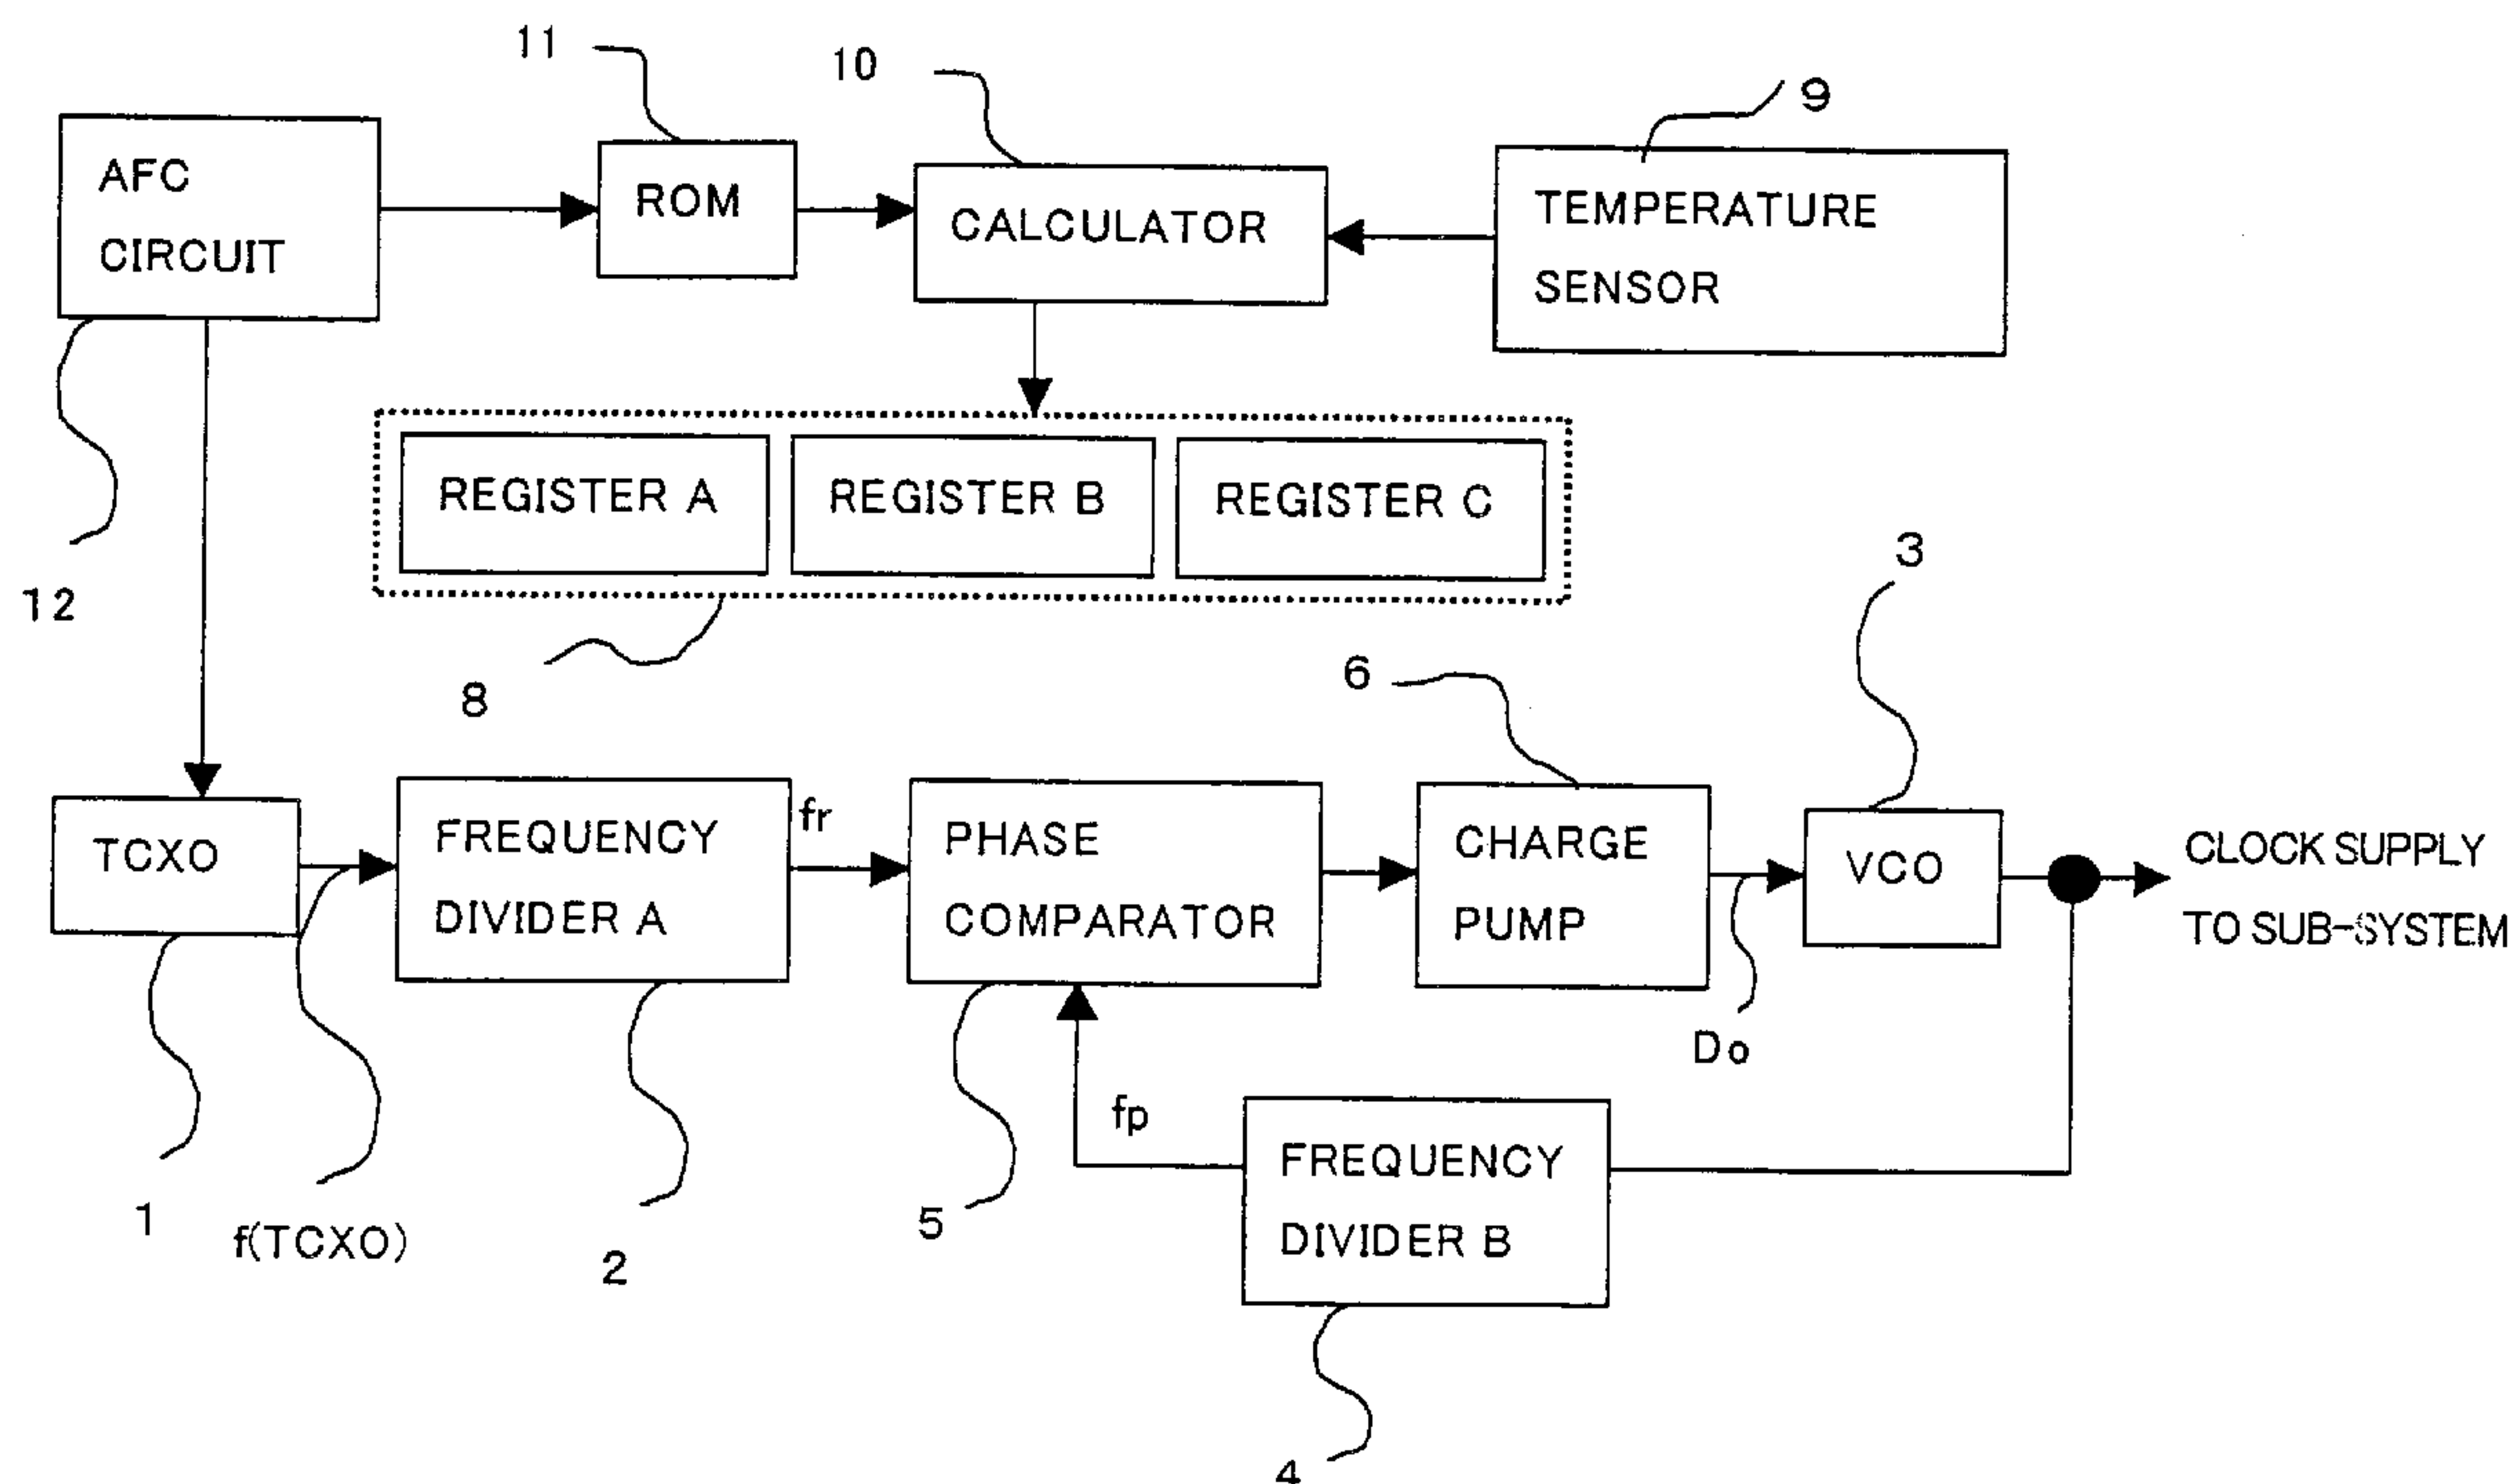 11
10
9
AFC
CIRCUIT
ROM
CALCULATOR
TEMPERATURE
SENSOR
REGISTER A
REGISTER B
REGISTER C
12
8
6
3
TCXO
FREQUENCY
DIVIDER A
fr
PHASE
COMPARATOR
CHARGE
PUMP
VCO
CLOCK SUPPLY
TO SUB-SYSTEM
Do
fp
FREQUENCY
DIVIDER B
1
f(TCXO)
2
5
4